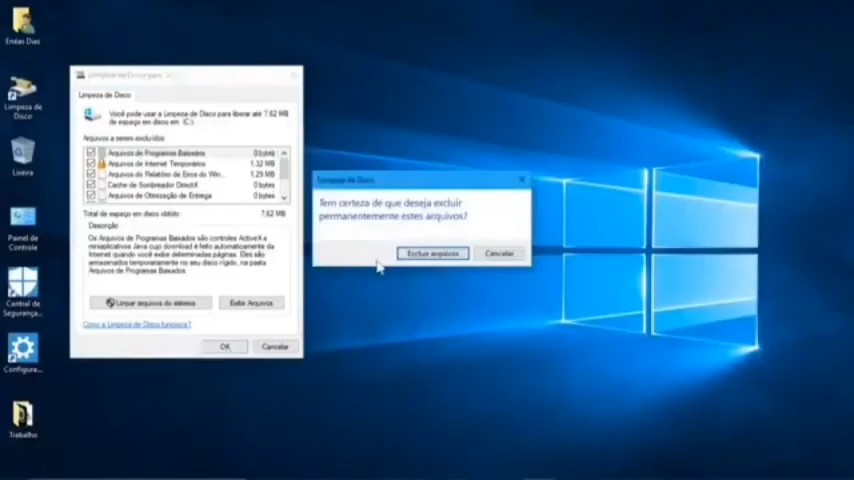 Enéas Dias
Limpeza de
Disco
Lixeira
Painel de
Controle
Central de
Seguranca...
Configura...
Trabalho
Limpeza de Disco para
Limpeza de Disco
Você pode usar a Limpeza de Disco para liberar até 7,62 MB
de espaço em disco em (C:).
Arquivos a serem excluídos:
Arquivos de Programas Baixados 0 bytes
Arquivos de Internet Temporários 1,32 MB
Arquivos do Relatório de Erros do Win... 1,29 MB
Cache de Sombreador DirectX 0 bytes
Arquivos de Otimização de Entrega 0 bytes
Total de espaço em disco obtido: 7,62 MB
Descrição
Os Arquivos de Programas Baixados são controles ActiveX e
miniaplicativos Java cujo download é feito automaticamente da
Internet quando você exibe determinadas páginas. Eles são
armazenados temporariamente no seu disco rígido, na pasta
Arquivos de Programas Baixados.
Limpar arquivos do sistema
Exibir Arquivos
Como a Limpeza de Disco funciona?
OK
Cancelar
Limpeza de Disco
Tem certeza de que deseja excluir
permanentemente estes arquivos?
Excluir arquivos
Cancelar